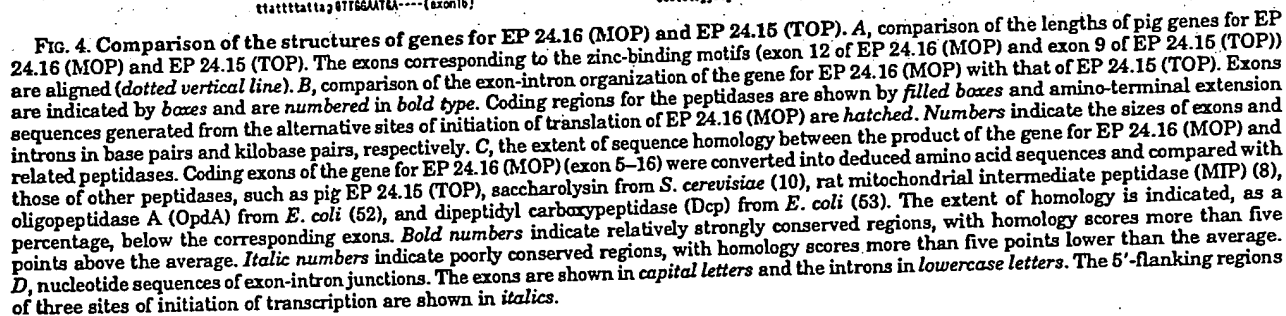 ttattttattagGTTGGAATGA----(exon16)
FIG. 4. Comparison of the structures of genes for EP 24.16 (MOP) and EP 24.15 (TOP). A, comparison of the lengths of pig genes for EP
24.16 (MOP) and EP 24.15 (TOP). The exons corresponding to the zinc-binding motifs (exon 12 of EP 24.16 (MOP) and exon 9 of EP 24.15 (TOP))
are aligned (dotted vertical line). B, comparison of the exon-intron organization of the gene for EP 24.16 (MOP) with that of EP 24.15 (TOP). Exons
are indicated by boxes and are numbered in bold type. Coding regions for the peptidases are shown by filled boxes and amino-terminal extension
sequences generated from the alternative sites of initiation of translation of EP 24.16 (MOP) are hatched. Numbers indicate the sizes of exons and
introns in base pairs and kilobase pairs, respectively. C, the extent of sequence homology between the product of the gene for EP 24.16 (MOP) and
related peptidases. Coding exons of the gene for EP 24.16 (MOP) (exon 5–16) were converted into deduced amino acid sequences and compared with
those of other peptidases, such as pig EP 24.15 (TOP), saccharolysin from S. cerevisiae (10), rat mitochondrial intermediate peptidase (MIP) (8),
oligopeptidase A (OpdA) from E. coli (52), and dipeptidyl carboxypeptidase (Dcp) from E. coli (53). The extent of homology is indicated, as a
percentage, below the corresponding exons. Bold numbers indicate relatively strongly conserved regions, with homology scores more than five
points above the average. Italic numbers indicate poorly conserved regions, with homology scores more than five points lower than the average.
D, nucleotide sequences of exon-intron junctions. The exons are shown in capital letters and the introns in lowercase letters. The 5'-flanking regions
of three sites of initiation of transcription are shown in italics.